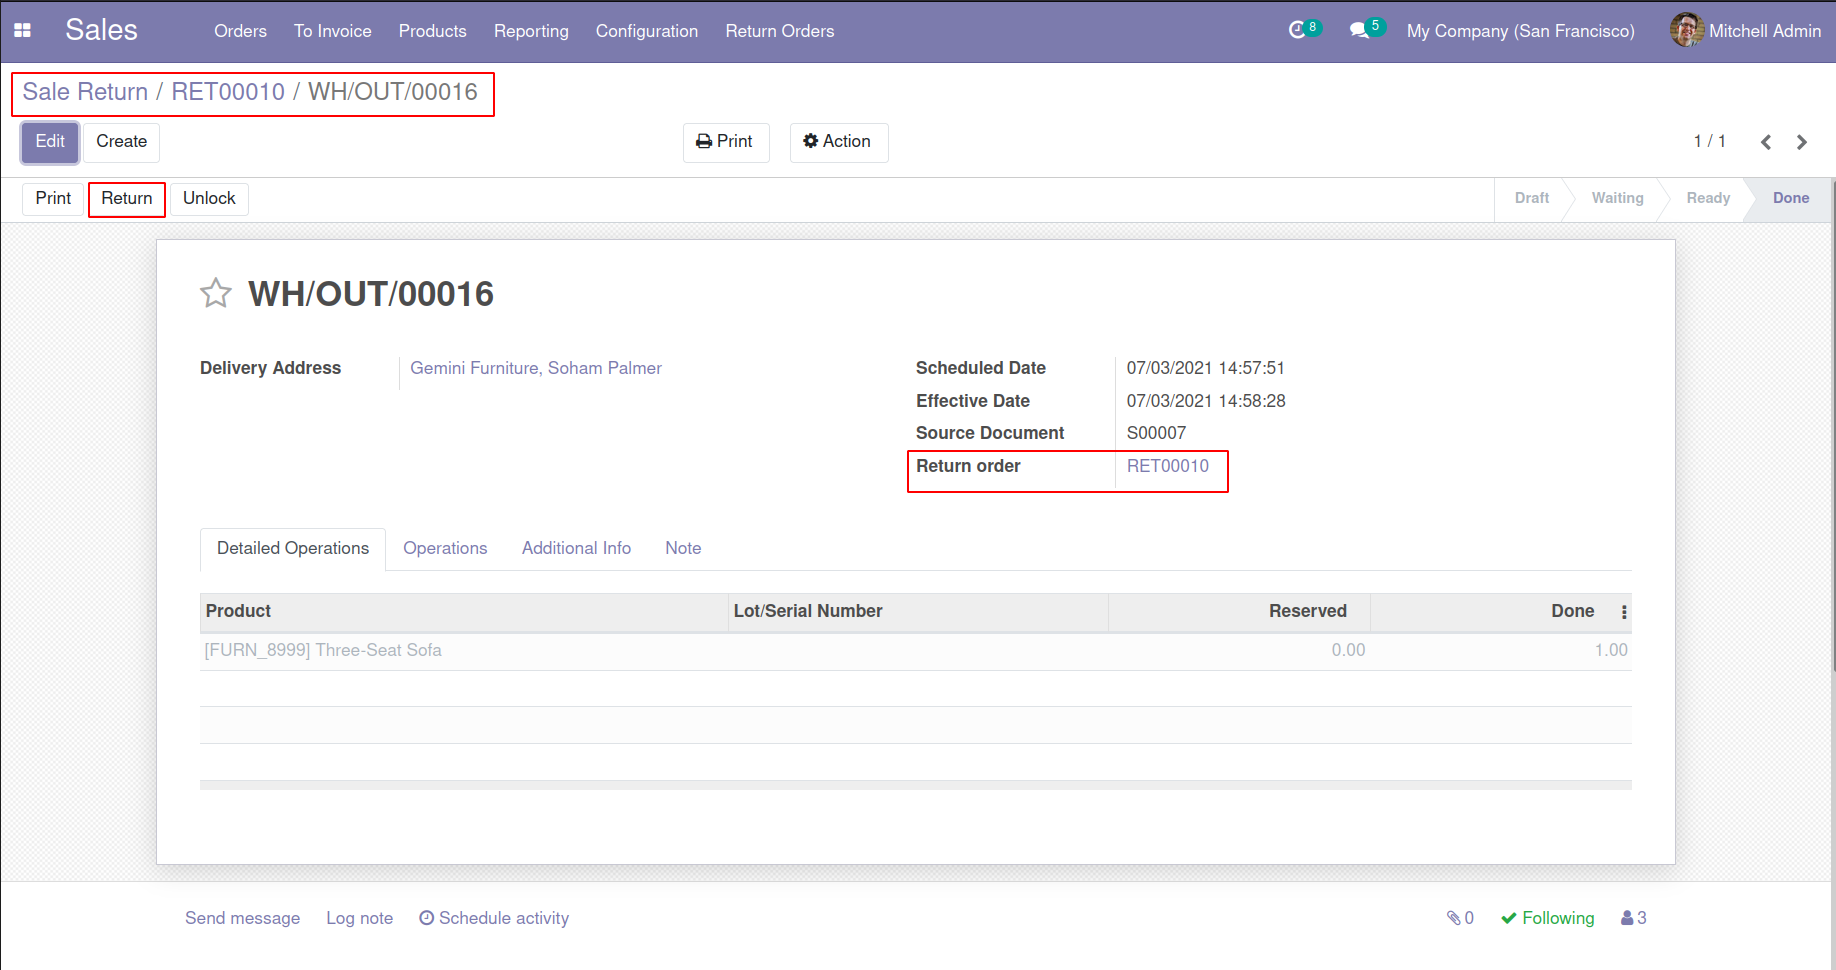 Sales Orders To Invoice Products Reporting Configuration Return Orders 8 5 My Company (San Francisco) Mitchell Admin
Sale Return / RET00010 / WH/OUT/00016
Edit Create Print Action 1 / 1
Print Return Unlock Draft Waiting Ready Done
WH/OUT/00016
Delivery Address Gemini Furniture, Soham Palmer Scheduled Date 07/03/2021 14:57:51
Effective Date 07/03/2021 14:58:28
Source Document S00007
Return order RET00010
Detailed Operations Operations Additional Info Note
Product Lot/Serial Number Reserved Done
[FURN_8999] Three-Seat Sofa 0.00 1.00
Send message Log note Schedule activity 0 Following 3